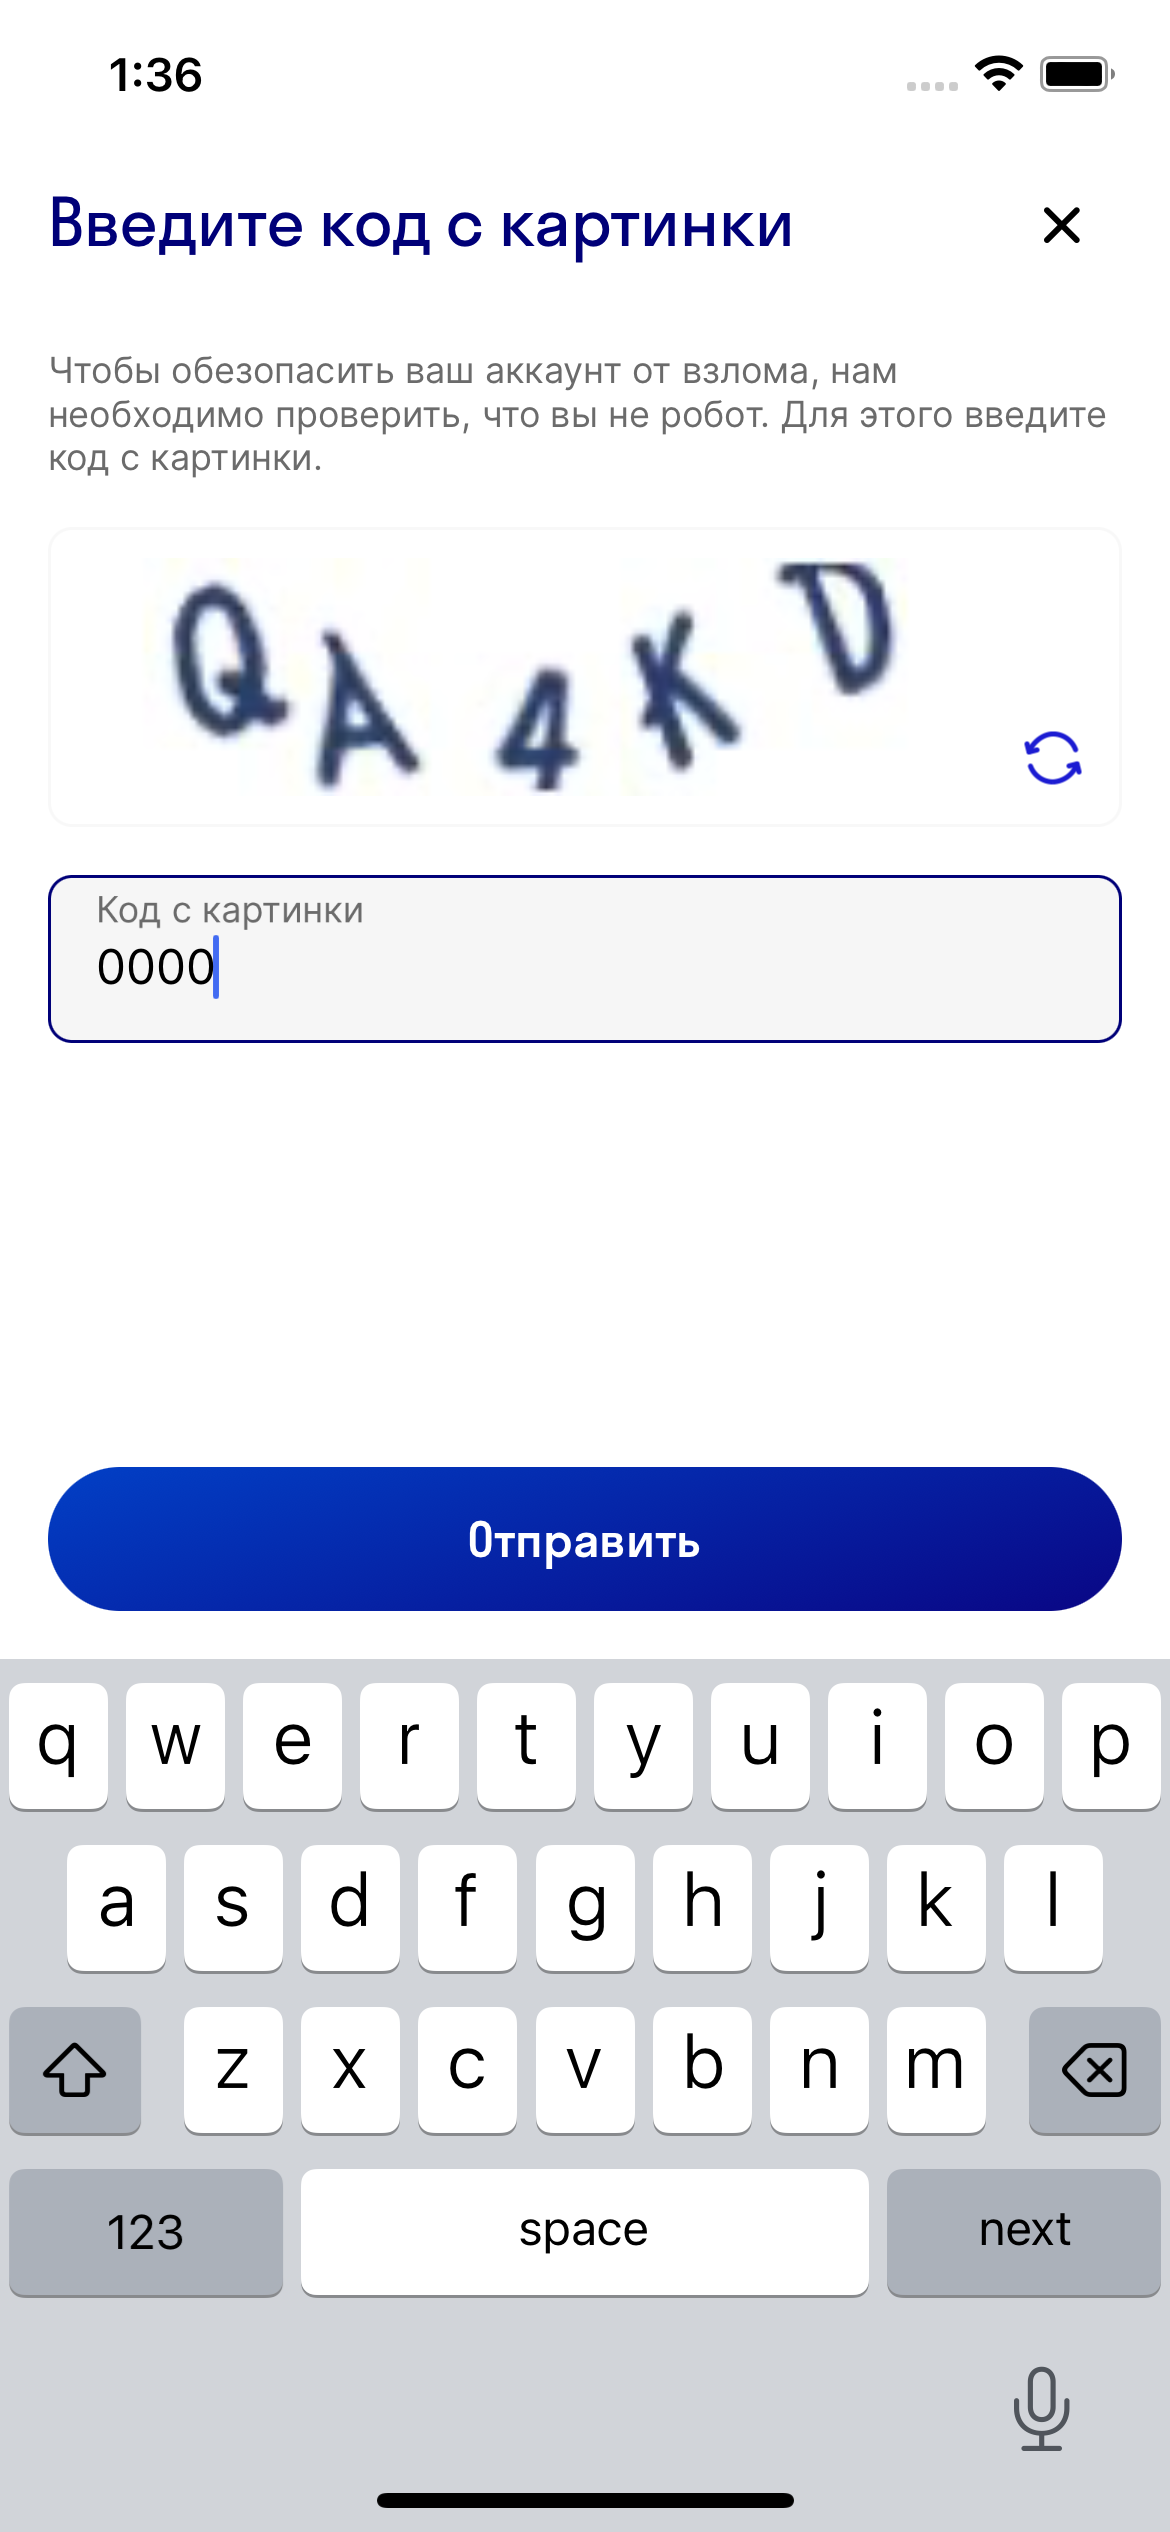 1:36
Введите код с картинки
Чтобы обезопасить ваш аккаунт от взлома, нам
необходимо проверить, что вы не робот. Для этого введите
код с картинки.
QA4KD
Код с картинки
0000
Отправить
q w e r t y u i o p
a s d f g h j k l
z x c v b n m
123 space next